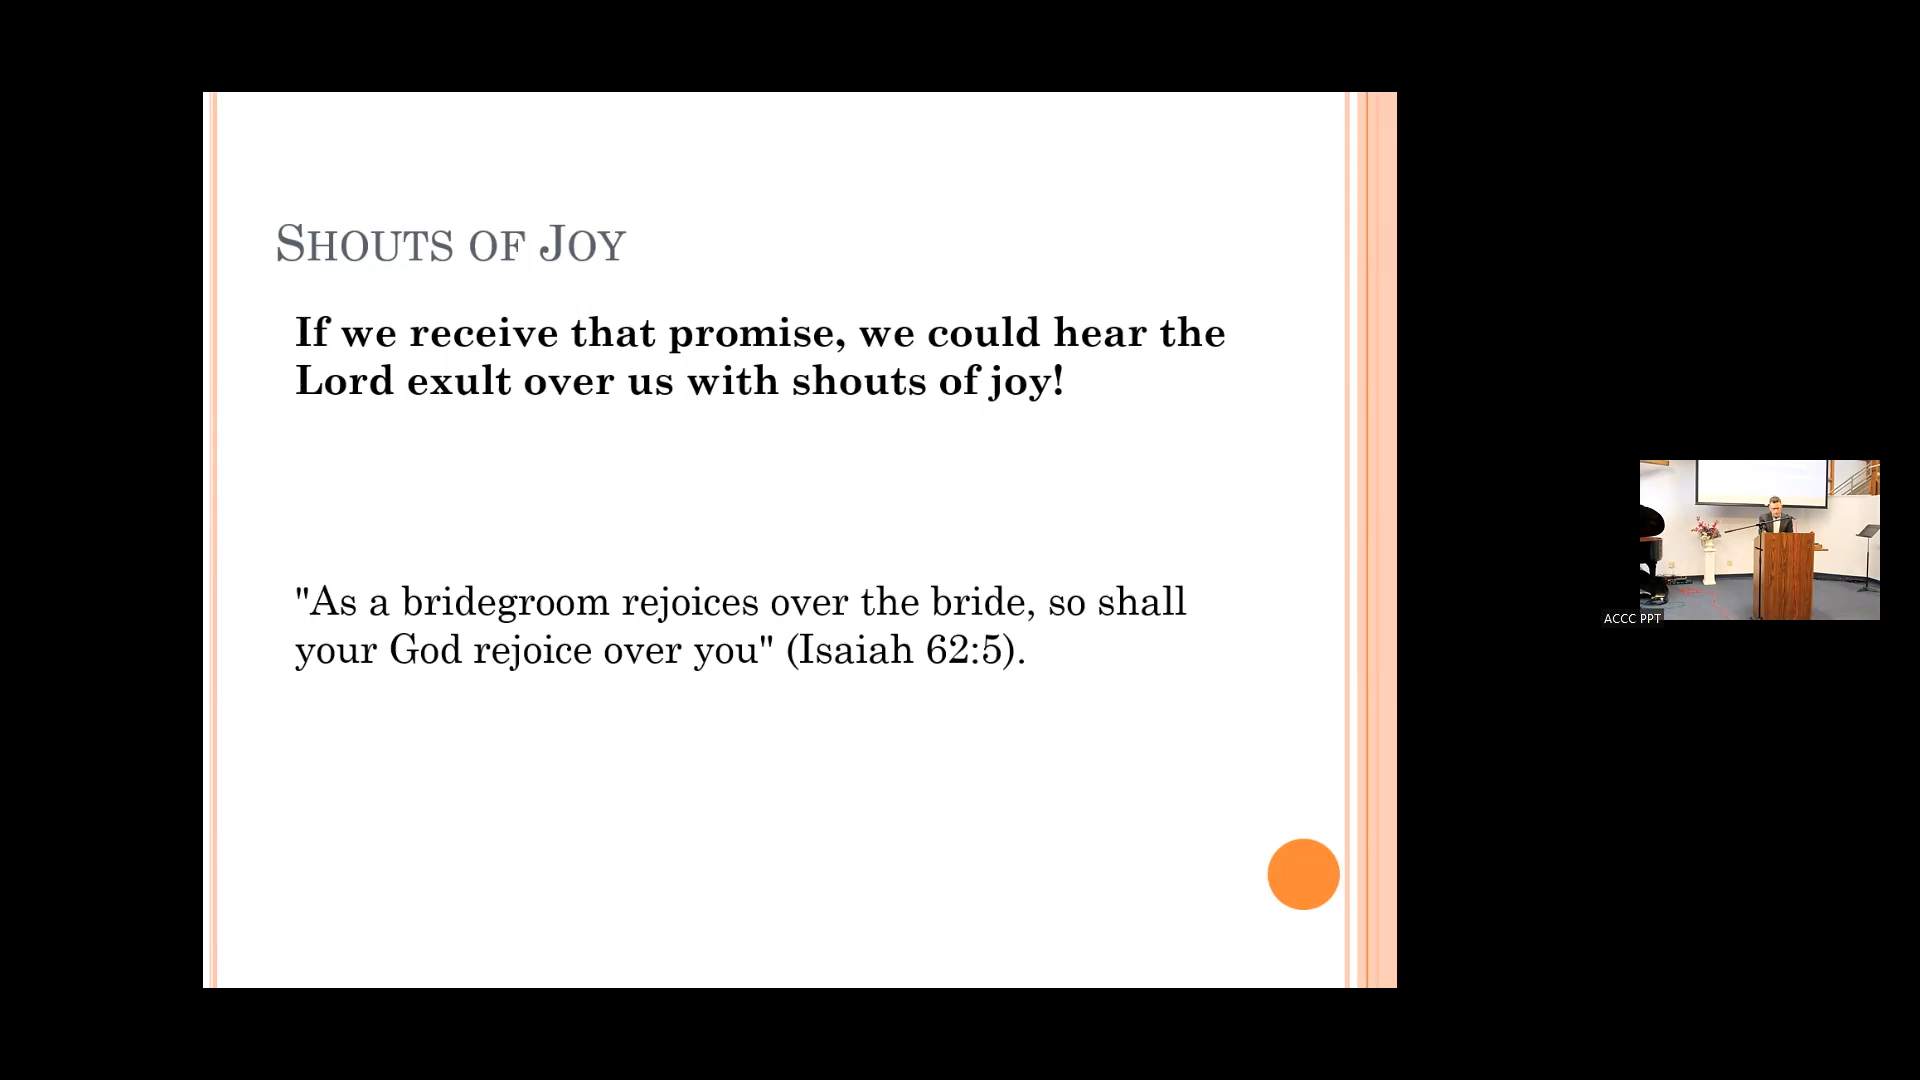 SHOUTS OF JOY
If we receive that promise, we could hear the
Lord exult over us with shouts of joy!
"As a bridegroom rejoices over the bride, so shall
your God rejoice over you" (Isaiah 62:5).
ACCC PPT